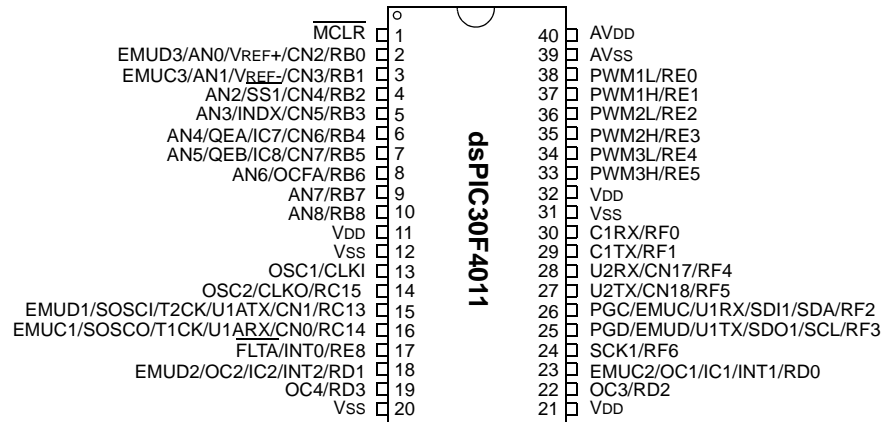 MCLR 1 40 AVDD
EMUD3/AN0/VREF+/CN2/RB0 2 39 AVSS
EMUC3/AN1/VREF-/CN3/RB1 3 38 PWM1L/RE0
AN2/SS1/CN4/RB2 4 37 PWM1H/RE1
AN3/INDX/CN5/RB3 5 36 PWM2L/RE2
AN4/QEA/IC7/CN6/RB4 6 35 PWM2H/RE3
AN5/QEB/IC8/CN7/RB5 7 34 PWM3L/RE4
AN6/OCFA/RB6 8 33 PWM3H/RE5
AN7/RB7 9 32 VDD
AN8/RB8 10 31 VSS
VDD 11 30 C1RX/RF0
VSS 12 29 C1TX/RF1
OSC1/CLKI 13 28 U2RX/CN17/RF4
OSC2/CLKO/RC15 14 27 U2TX/CN18/RF5
EMUD1/SOSCI/T2CK/U1ATX/CN1/RC13 15 26 PGC/EMUC/U1RX/SDI1/SDA/RF2
EMUC1/SOSCO/T1CK/U1ARX/CN0/RC14 16 25 PGD/EMUD/U1TX/SDO1/SCL/RF3
FLTA/INT0/RE8 17 24 SCK1/RF6
EMUD2/OC2/IC2/INT2/RD1 18 23 EMUC2/OC1/IC1/INT1/RD0
OC4/RD3 19 22 OC3/RD2
VSS 20 21 VDD
dsPIC30F4011